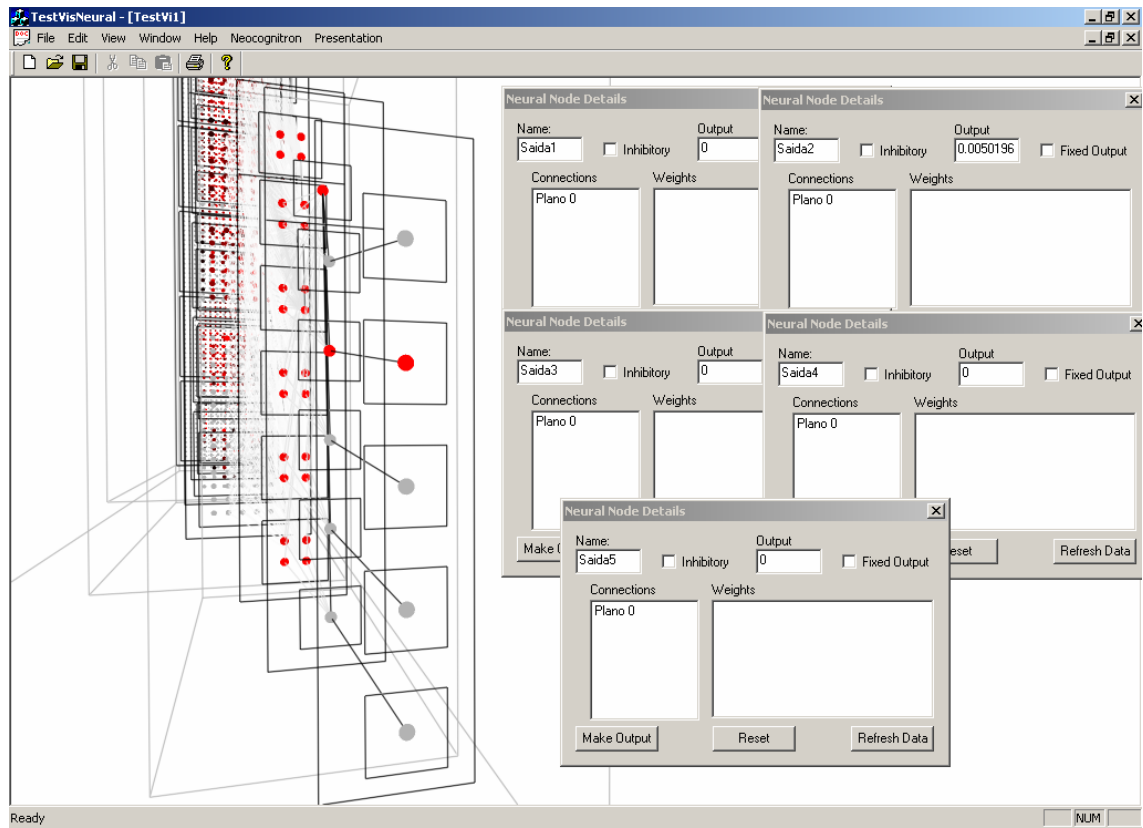 TestVisNeural - [TestVi1]
File Edit View Window Help Neocognitron Presentation
Neural Node Details
Name:
Saida1
Inhibitory
Output
0
Connections
Plano 0
Weights
Neural Node Details
Name:
Saida2
Inhibitory
Output
0.0050196
Fixed Output
Connections
Plano 0
Weights
Neural Node Details
Name:
Saida3
Inhibitory
Output
0
Connections
Plano 0
Weights
Make
Neural Node Details
Name:
Saida4
Inhibitory
Output
0
Fixed Output
Connections
Plano 0
Weights
eset
Refresh Data
Neural Node Details
Name:
Saida5
Inhibitory
Output
0
Fixed Output
Connections
Plano 0
Weights
Make Output
Reset
Refresh Data
Ready
NUM